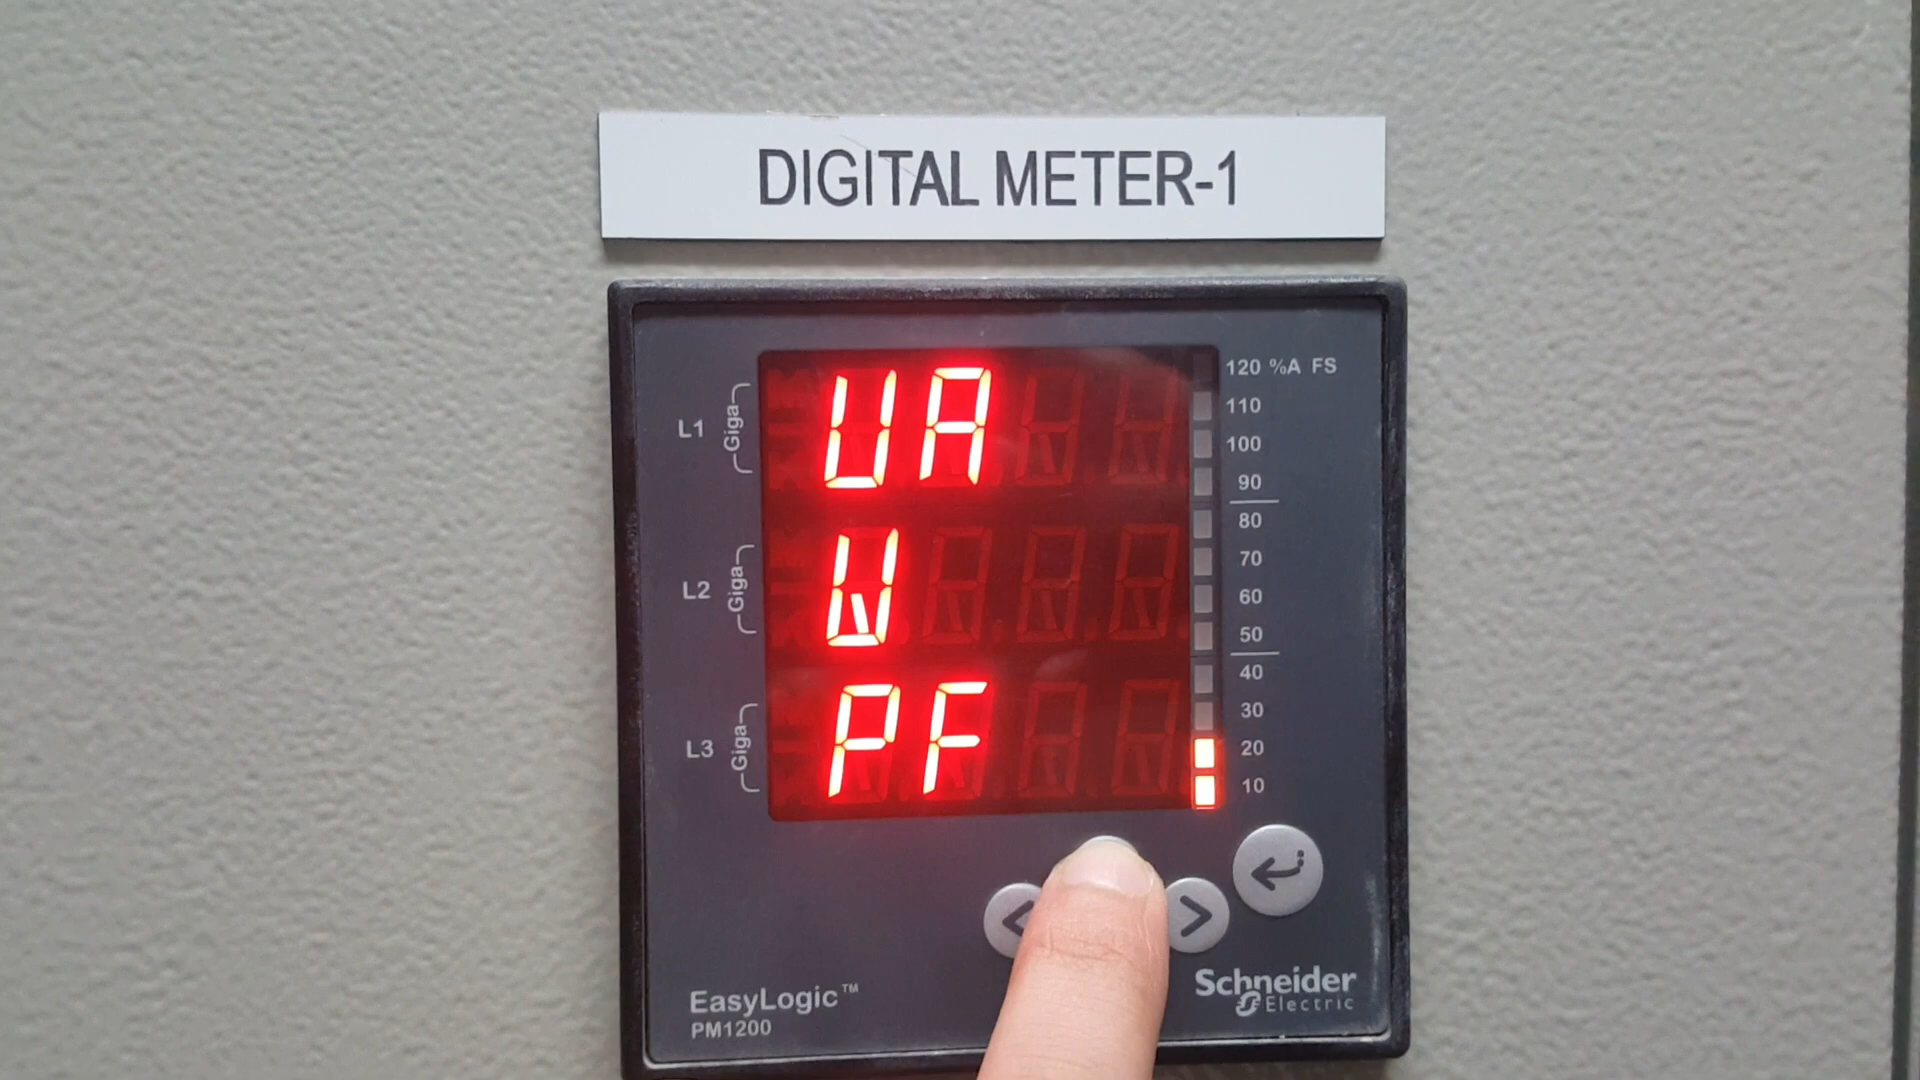 DIGITAL METER-1
120 %A FS
L1 Giga UA 110
100
90
80
L2 Giga W 70
60
50
40
L3 Giga PF 30
20
10
< >
EasyLogic™
PM1200
Schneider
Electric